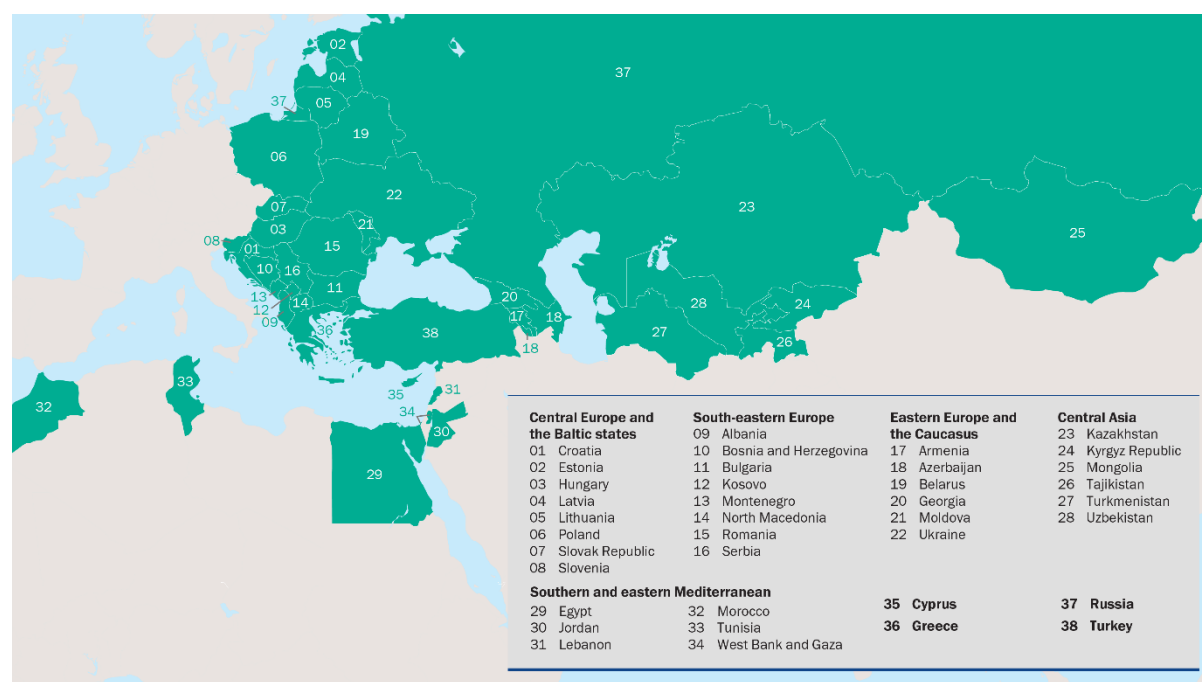 02
37
04
37
05
19
06
22
07
23
21
03
25
08
01
15
10
16
11
13
14
20
28
24
12
17
18
09
36
38
27
26
18
33
35
31
32
34
30
29
Central Europe and
the Baltic states
01 Croatia
02 Estonia
03 Hungary
04 Latvia
05 Lithuania
06 Poland
07 Slovak Republic
08 Slovenia
South-eastern Europe
09 Albania
10 Bosnia and Herzegovina
11 Bulgaria
12 Kosovo
13 Montenegro
14 North Macedonia
15 Romania
16 Serbia
Eastern Europe and
the Caucasus
17 Armenia
18 Azerbaijan
19 Belarus
20 Georgia
21 Moldova
22 Ukraine
Central Asia
23 Kazakhstan
24 Kyrgyz Republic
25 Mongolia
26 Tajikistan
27 Turkmenistan
28 Uzbekistan
Southern and eastern Mediterranean
29 Egypt
30 Jordan
31 Lebanon
32 Morocco
33 Tunisia
34 West Bank and Gaza
35 Cyprus
36 Greece
37 Russia
38 Turkey